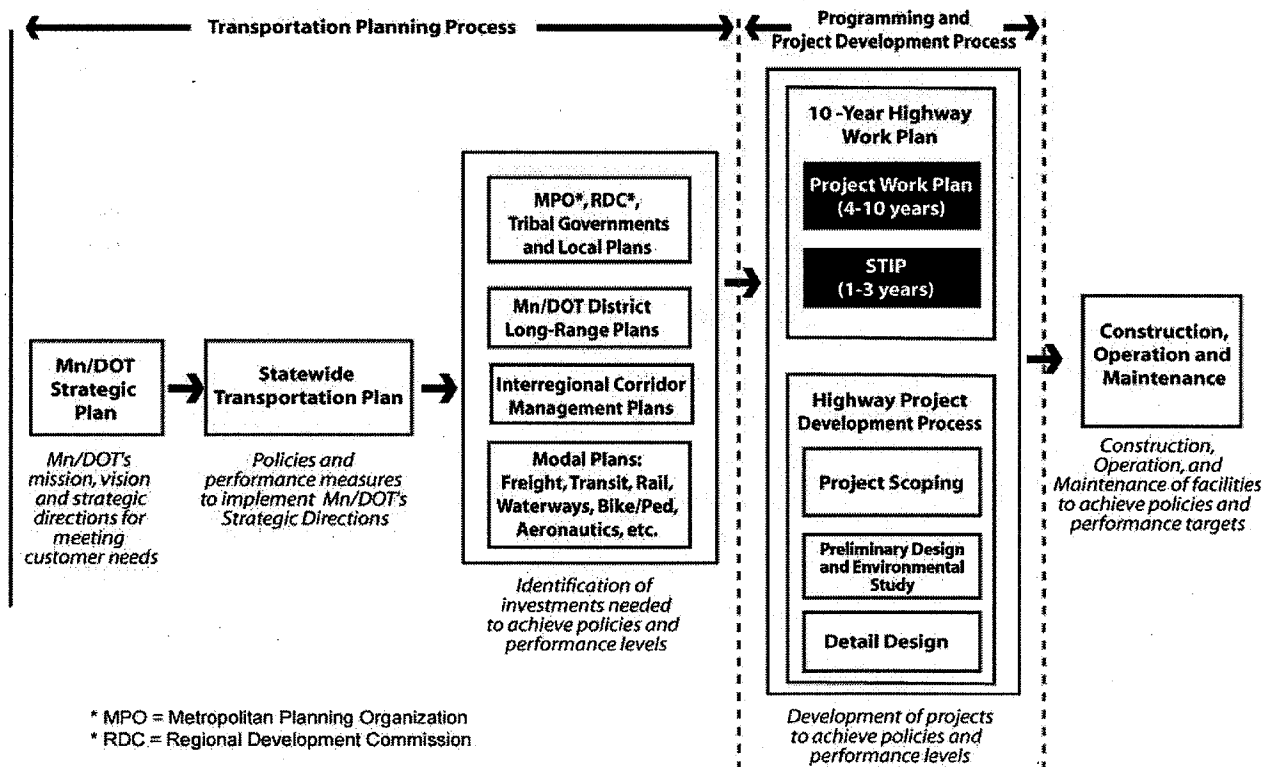 Transportation Planning Process
Programming and
Project Development Process
Mn/DOT
Strategic
Plan
Mn/DOT's
mission, vision
and strategic
directions for
meeting
customer needs
Statewide
Transportation Plan
Policies and
performance measures
to implement Mn/DOT's
Strategic Directions
MPO*, RDC*,
Tribal Governments
and Local Plans
Mn/DOT District
Long-Range Plans
Interregional Corridor
Management Plans
Modal Plans:
Freight, Transit, Rail,
Waterways, Bike/Ped,
Aeronautics, etc.
Identification of
investments needed
to achieve policies and
performance levels
10 -Year Highway
Work Plan
Project Work Plan
(4-10 years)
STIP
(1-3 years)
Highway Project
Development Process
Project Scoping
Preliminary Design
and Environmental
Study
Detail Design
Development of projects
to achieve policies and
performance levels
Construction,
Operation and
Maintenance
Construction,
Operation, and
Maintenance of facilities
to achieve policies and
performance targets
* MPO = Metropolitan Planning Organization
* RDC = Regional Development Commission